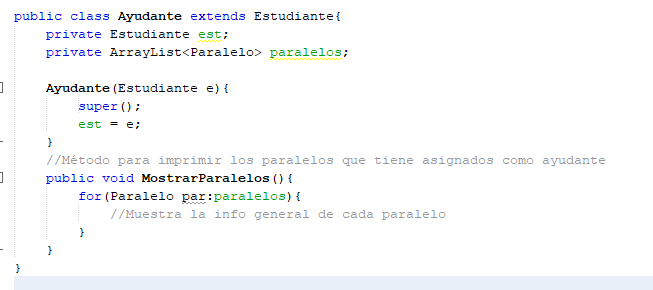 public class Ayudante extends Estudiante{
    private Estudiante est;
    private ArrayList<Paralelo> paralelos;

    Ayudante(Estudiante e){
        super();
        est = e;
    }
    //Método para imprimir los paralelos que tiene asignados como ayudante
    public void MostrarParalelos(){
        for(Paralelo par:paralelos){
            //Muestra la info general de cada paralelo
        }
    }
}